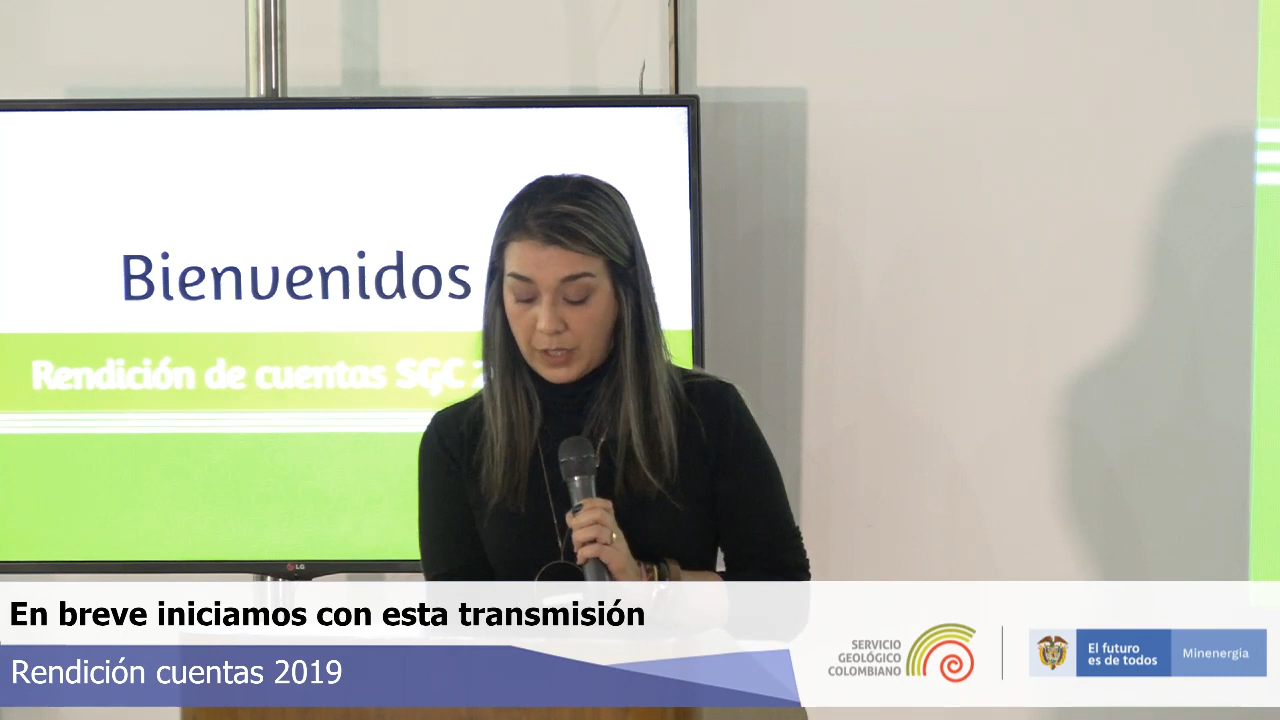 Bienvenidos
Rendición de cuentas SGC 2
LG
En breve iniciamos con esta transmisión
Rendición cuentas 2019
SERVICIO
GEOLÓGICO
COLOMBIANO
El futuro
es de todos
Minenergía